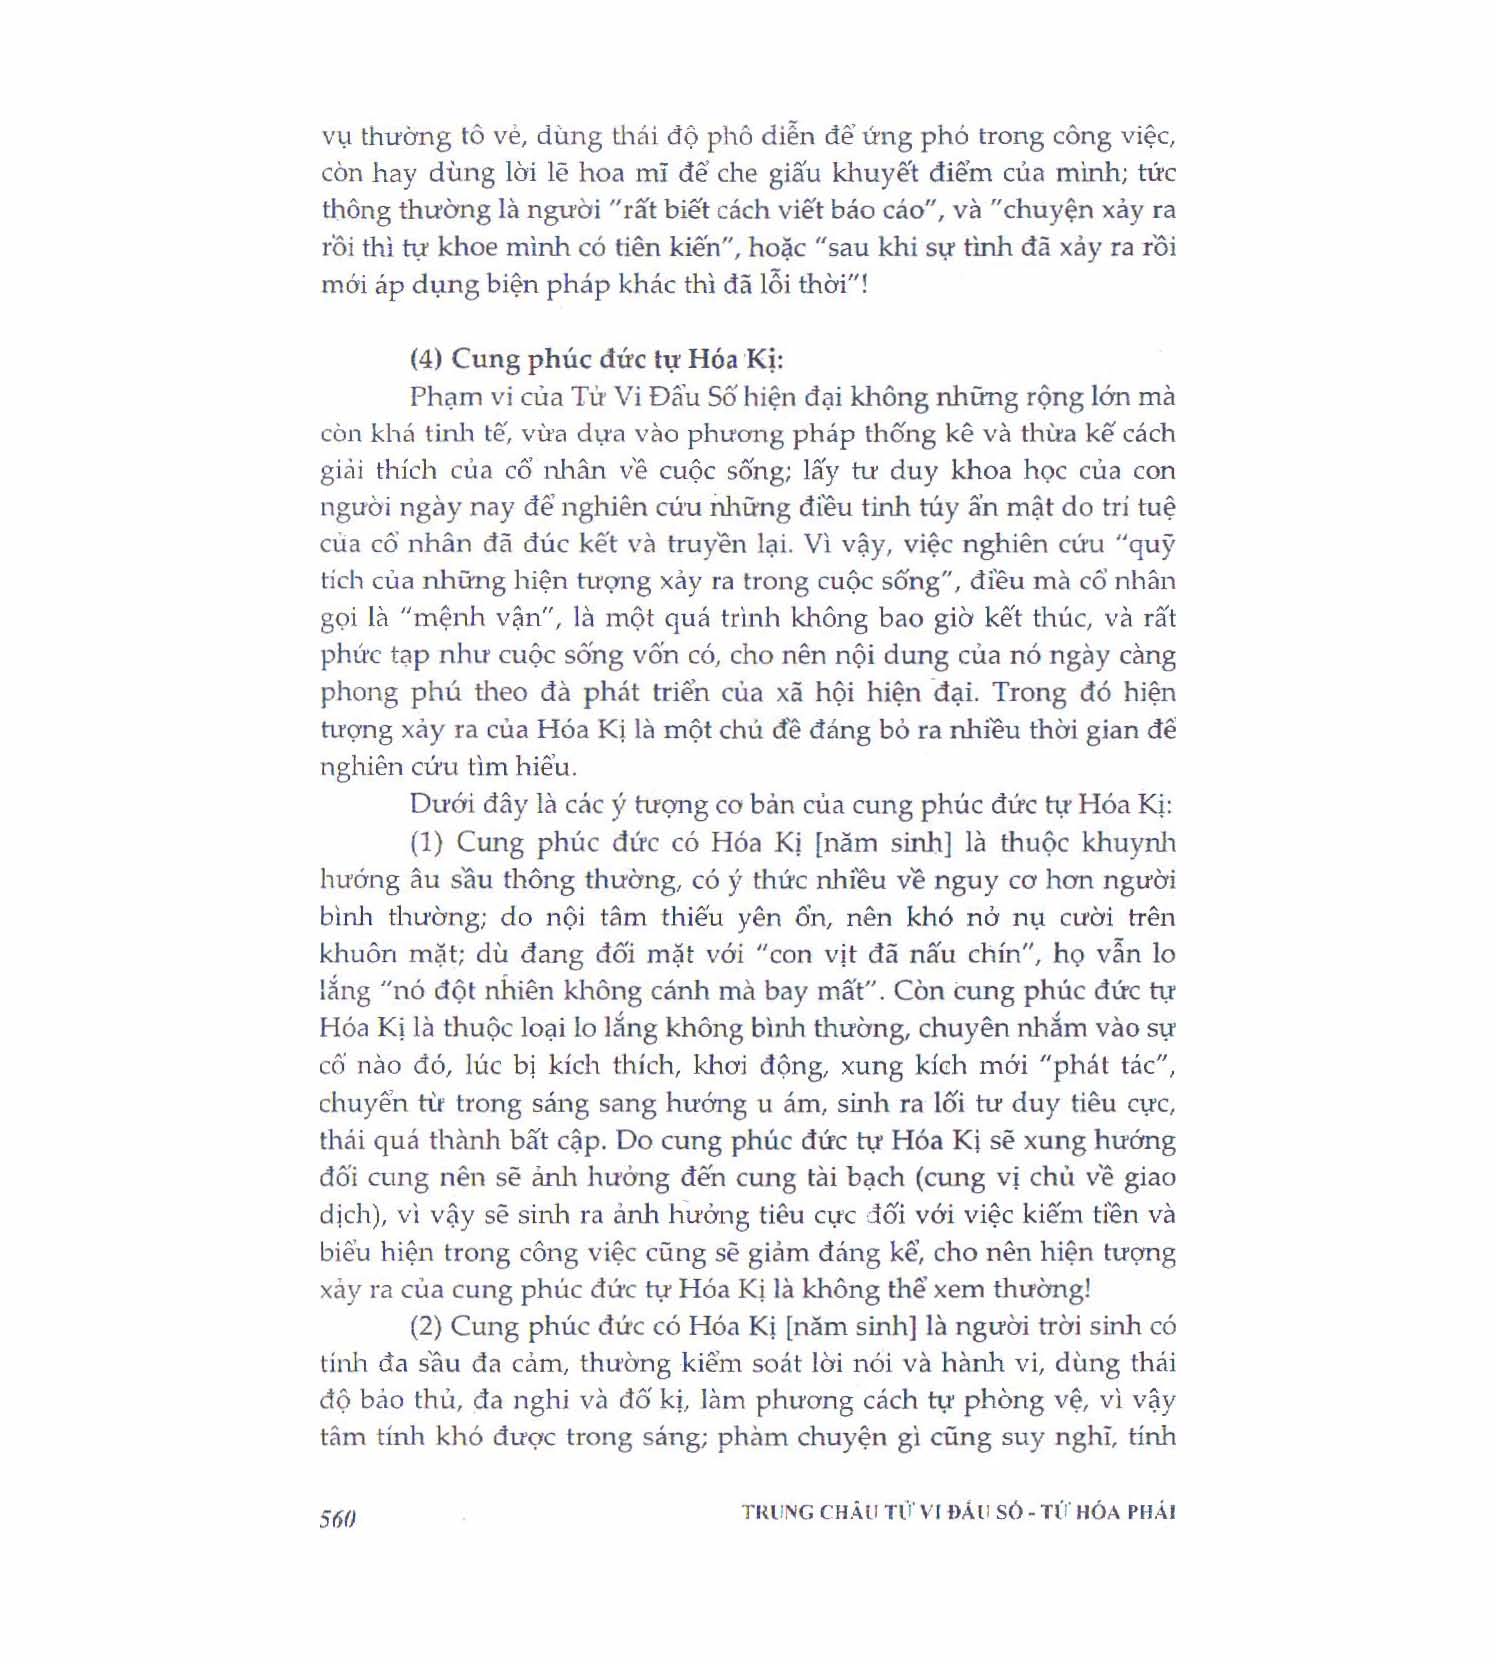 vụ thường tô vẽ, dùng thái độ phô diễn để ứng phó trong công việc,
còn hay dùng lời lẽ hoa mĩ để che giấu khuyết điểm của mình; tức
thông thường là người "rất biết cách viết báo cáo", và "chuyện xảy ra
rồi thì tự khoe mình có tiên kiến", hoặc "sau khi sự tình đã xảy ra rồi
mới áp dụng biện pháp khác thì đã lỗi thời"!
(4) Cung phúc đức tự Hóa Kị:
Phạm vi của Tử Vi Đẩu Số hiện đại không những rộng lớn mà
còn khá tinh tế, vừa dựa vào phương pháp thống kê và thừa kế cách
giải thích của cổ nhân về cuộc sống; lấy tư duy khoa học của con
người ngày nay để nghiên cứu những điều tinh túy ẩn mật do trí tuệ
của cổ nhân đã đúc kết và truyền lại. Vì vậy, việc nghiên cứu "quỹ
tích của những hiện tượng xảy ra trong cuộc sống", điều mà cổ nhân
gọi là "mệnh vận", là một quá trình không bao giờ kết thúc, và rất
phức tạp như cuộc sống vốn có, cho nên nội dung của nó ngày càng
phong phú theo đà phát triển của xã hội hiện đại. Trong đó hiện
tượng xảy ra của Hóa Kị là một chủ đề đáng bỏ ra nhiều thời gian để
nghiên cứu tìm hiểu.
Dưới đây là các ý tượng cơ bản của cung phúc đức tự Hóa Kị:
(1) Cung phúc đức có Hóa Kị [năm sinh] là thuộc khuynh
hướng âu sầu thông thường, có ý thức nhiều về nguy cơ hơn người
bình thường; do nội tâm thiếu yên ổn, nên khó nở nụ cười trên
khuôn mặt; dù đang đối mặt với "con vịt đã nấu chín", họ vẫn lo
lắng "nó đột nhiên không cánh mà bay mất". Còn cung phúc đức tự
Hóa Kị là thuộc loại lo lắng không bình thường, chuyên nhắm vào sự
cố nào đó, lúc bị kích thích, khơi động, xung kích mới "phát tác",
chuyển từ trong sáng sang hướng u ám, sinh ra lối tư duy tiêu cực,
thái quá thành bất cập. Do cung phúc đức tự Hóa Kị sẽ xung hướng
đối cung nên sẽ ảnh hưởng đến cung tài bạch (cung vị chủ về giao
dịch), vì vậy sẽ sinh ra ảnh hưởng tiêu cực đối với việc kiếm tiền và
biểu hiện trong công việc cũng sẽ giảm đáng kể, cho nên hiện tượng
xảy ra của cung phúc đức tự Hóa Kị là không thể xem thường!
(2) Cung phúc đức có Hóa Kị [năm sinh] là người trời sinh có
tính đa sầu đa cảm, thường kiểm soát lời nói và hành vi, dùng thái
độ bảo thủ, đa nghi và đố kị, làm phương cách tự phòng vệ, vì vậy
tâm tính khó được trong sáng; phàm chuyện gì cũng suy nghĩ, tính
560
TRUNG CHÂU TỬ VI ĐẨU SỐ - TỨ HÓA PHÁI